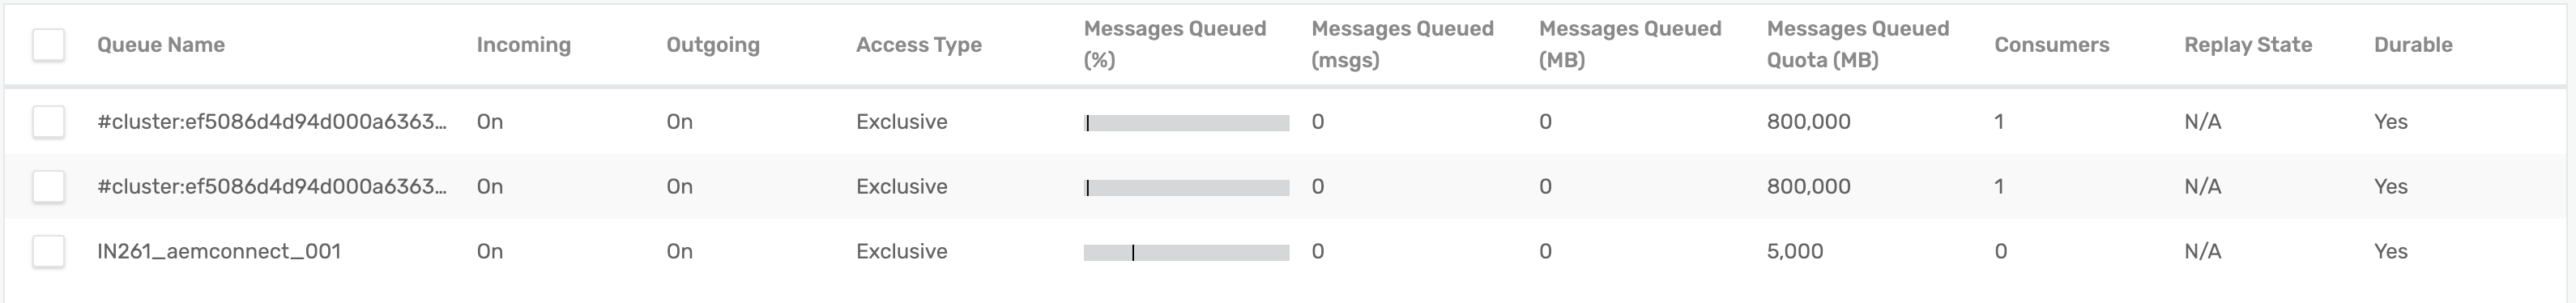 Queue Name Incoming Outgoing Access Type Messages Queued (%) Messages Queued (msgs) Messages Queued (MB) Messages Queued Quota (MB) Consumers Replay State Durable
#cluster:ef5086d4d94d000a6363... On On Exclusive 0 0 800,000 1 N/A Yes
#cluster:ef5086d4d94d000a6363... On On Exclusive 0 0 800,000 1 N/A Yes
IN261_aemconnect_001 On On Exclusive 0 0 5,000 0 N/A Yes